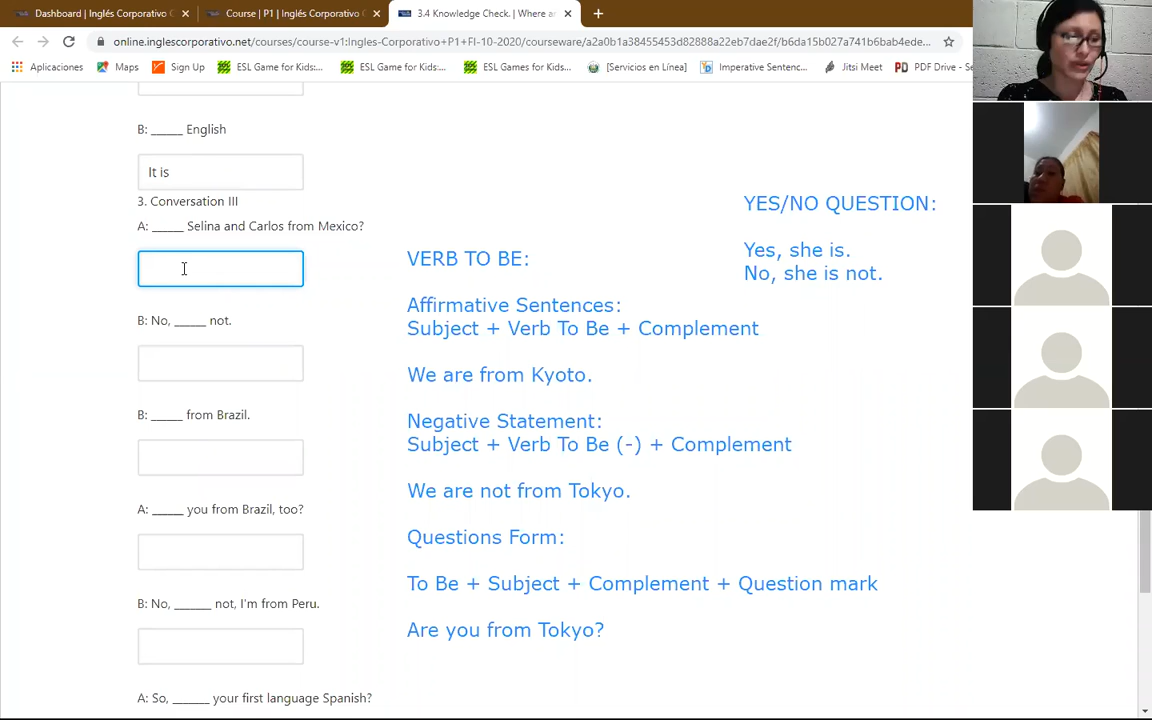 Dashboard | Inglés Corporativo
Course | P1 | Inglés Corporativo
3.4 Knowledge Check. | Where ar
online.inglescorporativo.net/courses/course-v1:Ingles-Corporativo+P1+FI-10-2020/courseware/a2a0b1a38455453d82888a22eb7dae2f/b6da15b027a741b6bab4ede...
Aplicaciones
Maps
Sign Up
ESL Game for Kids:...
ESL Game for Kids:...
ESL Games for Kids:...
[Servicios en Línea]
Imperative Sentenc...
Jitsi Meet
PDF Drive - Se
B: _____ English
It is
3. Conversation III
A: _____ Selina and Carlos from Mexico?
B: No, _____ not.
B: _____ from Brazil.
A: _____ you from Brazil, too?
B: No, ______ not, I'm from Peru.
A: So, ______ your first language Spanish?
VERB TO BE:
Affirmative Sentences:
Subject + Verb To Be + Complement
We are from Kyoto.
Negative Statement:
Subject + Verb To Be (-) + Complement
We are not from Tokyo.
Questions Form:
To Be + Subject + Complement + Question mark
Are you from Tokyo?
YES/NO QUESTION:
Yes, she is.
No, she is not.